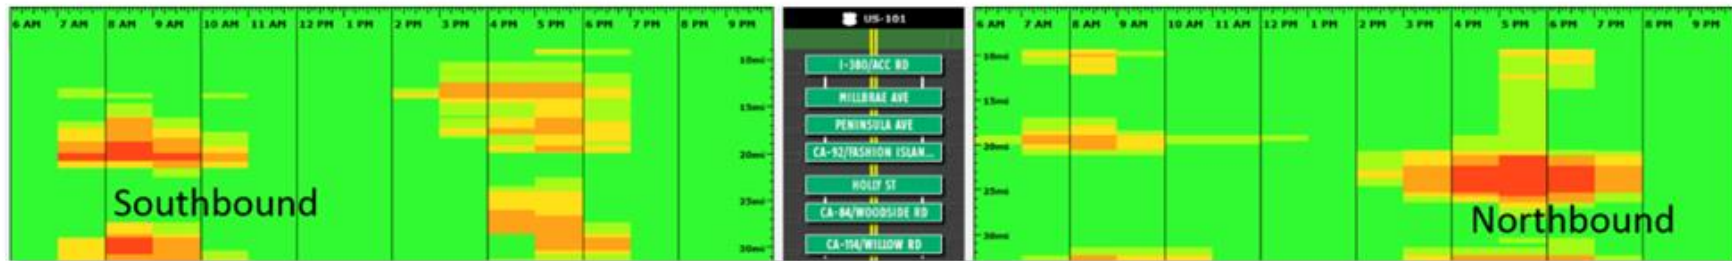 6 AM 7 AM 8 AM 9 AM 10 AM 11 AM 12 PM 1 PM 2 PM 3 PM 4 PM 5 PM 6 PM 7 PM 8 PM 9 PM
10mi
15mi
20mi
25mi
30mi
Southbound
US-101
I-380/ACC RD
MILLBRAE AVE
PENINSULA AVE
CA-92/FASHION ISLAN...
HOLLY ST
CA-84/WOODSIDE RD
CA-114/WILLOW RD
6 AM 7 AM 8 AM 9 AM 10 AM 11 AM 12 PM 1 PM 2 PM 3 PM 4 PM 5 PM 6 PM 7 PM 8 PM 9 PM
10mi
15mi
20mi
25mi
30mi
Northbound